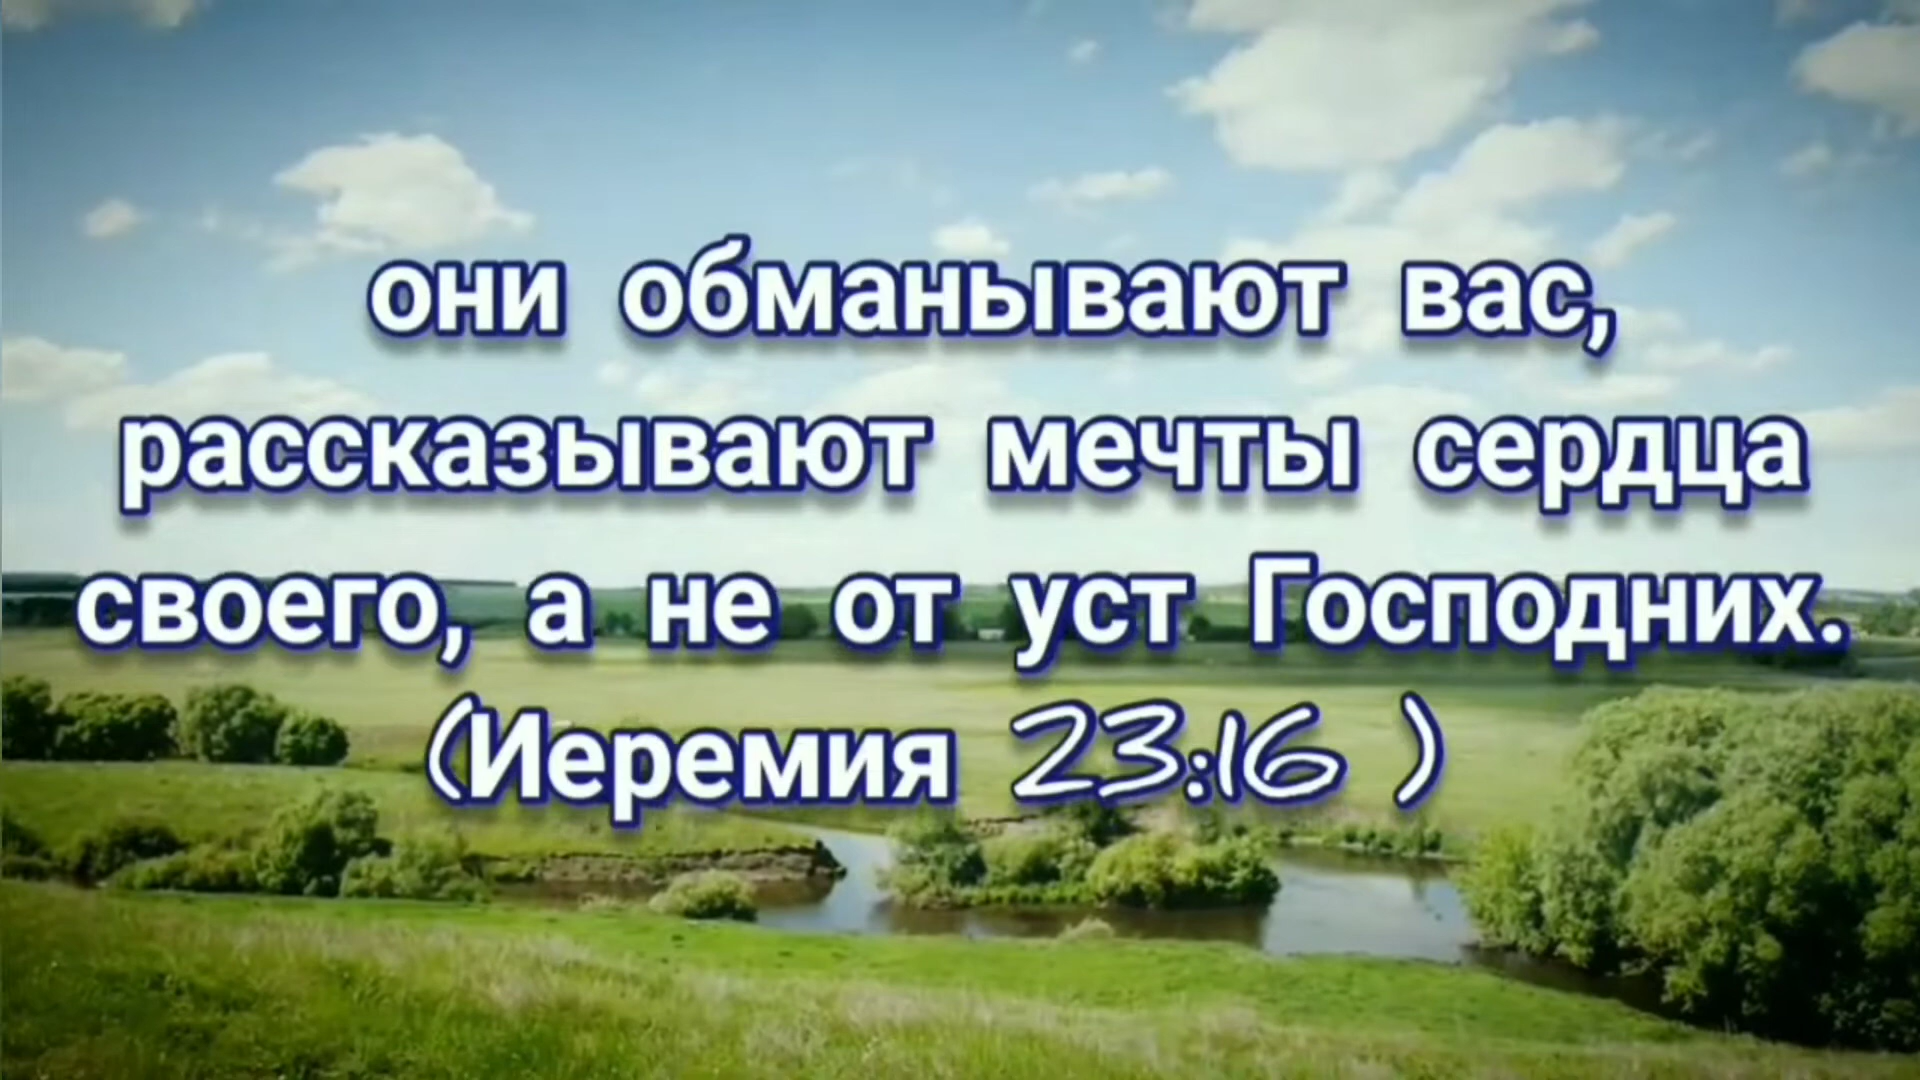 они обманывают вас,
рассказывают мечты сердца
своего, а не от уст Господних.
(Иеремия 23:16 )